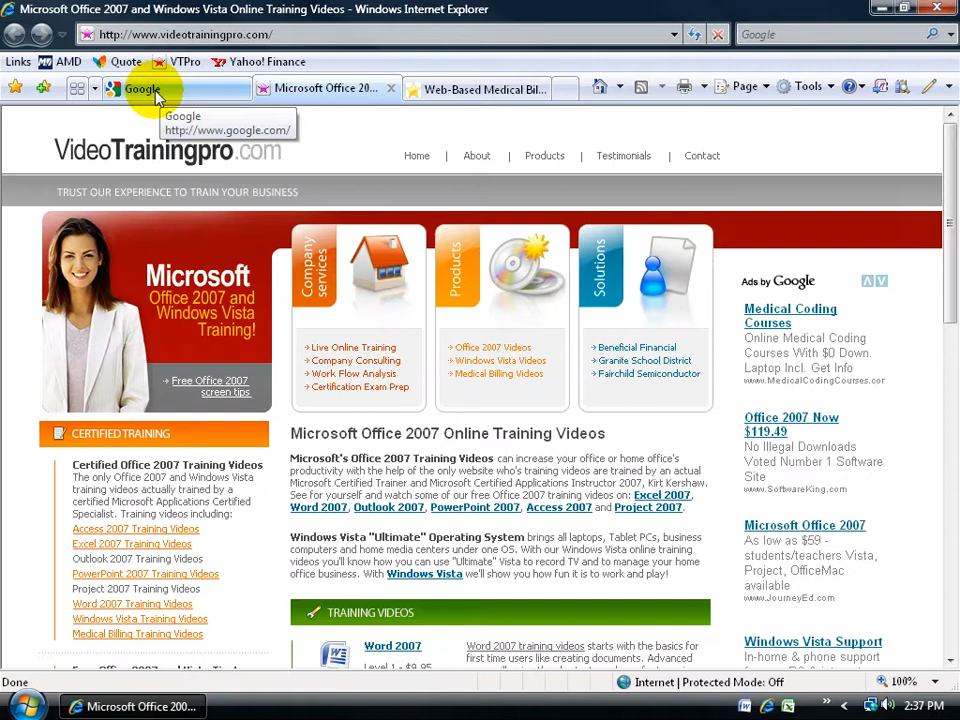 Microsoft Office 2007 and Windows Vista Online Training Videos - Windows Internet Explorer
http://www.videotrainingpro.com/
Google
Links AMD Quote VTPro Yahoo! Finance
Google
Microsoft Office 20...
Web-Based Medical Bil...
Page
Tools
Google
http://www.google.com/
VideoTrainingpro.com
Home | About | Products | Testimonials | Contact
TRUST OUR EXPERIENCE TO TRAIN YOUR BUSINESS
Microsoft
Office 2007 and
Windows Vista
Training!
Free Office 2007
screen tips
Company
services
Live Online Training
Company Consulting
Work Flow Analysis
Certification Exam Prep
Products
Office 2007 Videos
Windows Vista Videos
Medical Billing Videos
Solutions
Beneficial Financial
Granite School District
Fairchild Semiconductor
CERTIFIED TRAINING
Certified Office 2007 Training Videos
The only Office 2007 and Windows
Vista training videos actually trained by
a certified Microsoft Applications Certified
Specialist. Training videos including:
Access 2007 Training Videos
Excel 2007 Training Videos
Outlook 2007 Training Videos
PowerPoint 2007 Training Videos
Project 2007 Training Videos
Word 2007 Training Videos
Windows Vista Training Videos
Medical Billing Training Videos
Microsoft Office 2007 Online Training Videos
Microsoft's Office 2007 Training Videos can increase your office or home office's
productivity with the help of the only website who's training videos are trained by an actual
Microsoft Certified Trainer and Microsoft Certified Applications Instructor 2007, Kirt Kershaw.
See for yourself and watch some of our free Office 2007 training videos on: Excel 2007,
Word 2007, Outlook 2007, PowerPoint 2007, Access 2007 and Project 2007.
Windows Vista "Ultimate" Operating System brings all laptops, Tablet PCs, business
computers and home media centers under one OS. With our Windows Vista online training
videos you'll know how you can use "Ultimate" Vista to record TV and to manage your home
office business. With Windows Vista we'll show you how fun it is to work and play!
TRAINING VIDEOS
Word 2007
Level 1 - $9.95
Word 2007 training videos starts with the basics for
first time users like creating documents. Advanced
Ads by Google
Medical Coding
Courses
Online Medical Coding
Courses With $0 Down.
Laptop Incl. Get Info
www.MedicalCodingCourses.com
Office 2007 Now
$119.49
No Illegal Downloads
Voted Number 1 Software
Site
www.SoftwareKing.com
Microsoft Office 2007
As low as $59 -
students/teachers Vista,
Project, OfficeMac
available
www.JourneyEd.com
Windows Vista Support
In-home & phone support
Done
Internet | Protected Mode: Off
100%
Microsoft Office 200...
2:37 PM